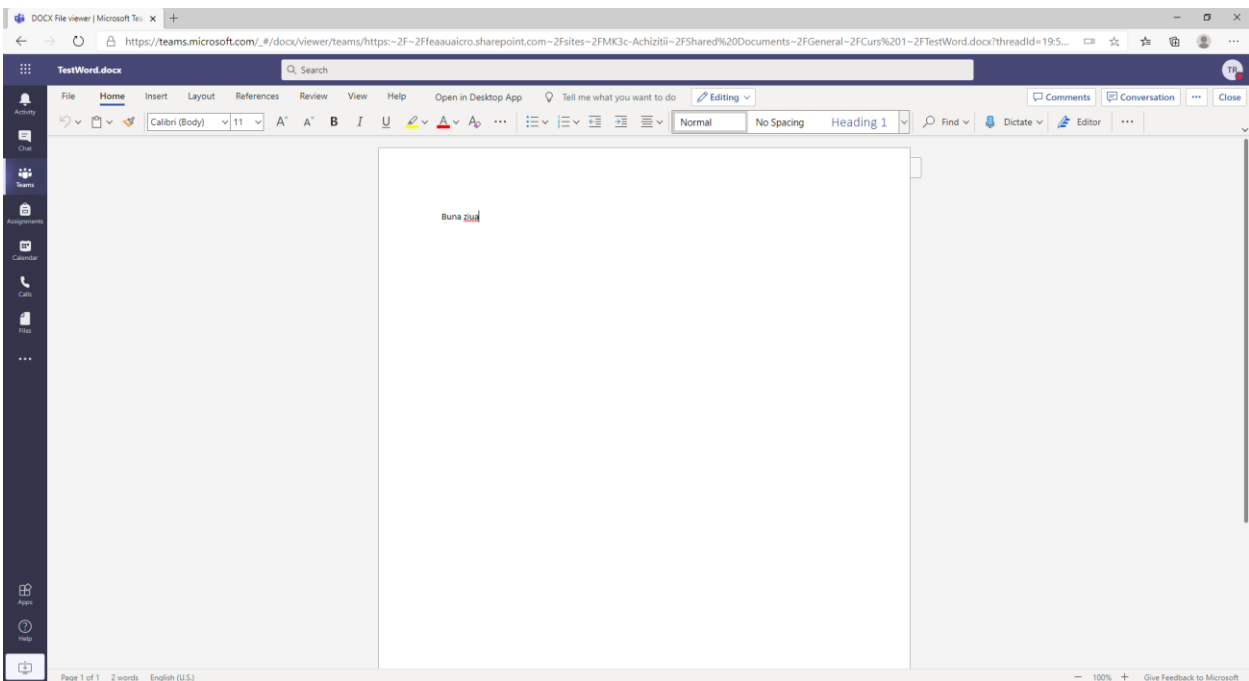 DOCX File viewer | Microsoft Tea
https://teams.microsoft.com/_#/docx/viewer/teams/https:~2F~2Ffeaauaicro.sharepoint.com~2Fsites~2FMK3c-Achizitii~2FShared%20Documents~2FGeneral~2FCurs%201~2FTestWord.docx?threadId=19:5...
TestWord.docx Search TR
File Home Insert Layout References Review View Help Open in Desktop App Tell me what you want to do Editing Comments Conversation ... Close
Calibri (Body) 11 A A B I U A A ... Normal No Spacing Heading 1 Find Dictate Editor ...
Activity
Chat
Teams
Assignments
Calendar
Calls
Files
Buna ziua
Apps
Help
Page 1 of 1 2 words English (U.S.) 100% Give Feedback to Microsoft